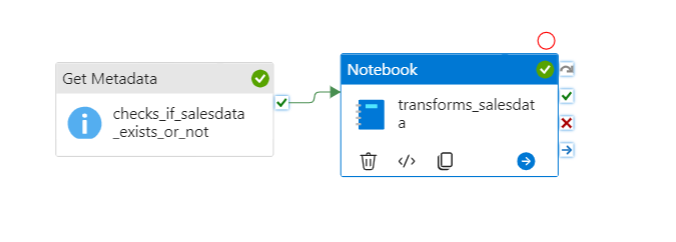 Get Metadata
checks_if_salesdata
_exists_or_not
Notebook
transforms_salesdat
a